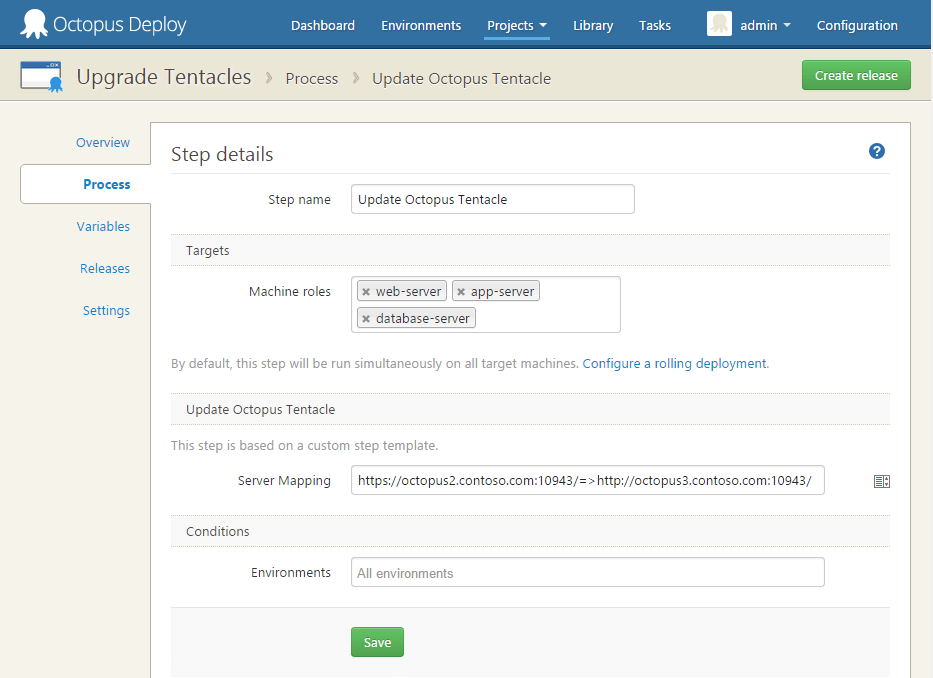 Octopus Deploy Dashboard Environments Projects Library Tasks admin Configuration
Upgrade Tentacles Process Update Octopus Tentacle Create release
Overview
Process
Variables
Releases
Settings
Step details ?
Step name Update Octopus Tentacle
Targets
Machine roles × web-server × app-server
× database-server
By default, this step will be run simultaneously on all target machines. Configure a rolling deployment.
Update Octopus Tentacle
This step is based on a custom step template.
Server Mapping https://octopus2.contoso.com:10943/=>http://octopus3.contoso.com:10943/
Conditions
Environments All environments
Save